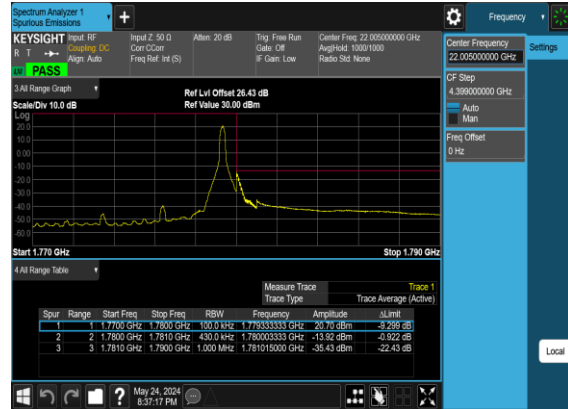 Spectrum Analyzer 1
Spurious Emissions
+
Frequency
KEYSIGHT Input: RF Input Z: 50 Ω Atten: 20 dB Trig: Free Run Center Freq: 22.005000000 GHz
R T Coupling: DC Corr CCorr Gate: Off Avg|Hold: 1000/1000
Align: Auto Freq Ref: Int (S) IF Gain: Low Radio Std: None
PASS
Center Frequency
22.005000000 GHz
Settings
CF Step
4.399000000 GHz
Auto
Man
Freq Offset
0 Hz
3 All Range Graph
Ref Lvl Offset 26.43 dB
Scale/Div 10.0 dB Ref Value 30.00 dBm
Log
20.0
10.0
0.00
-10.0
-20.0
-30.0
-40.0
-50.0
-60.0
Start 1.770 GHz Stop 1.790 GHz
4 All Range Table
Measure Trace Trace 1
Trace Type Trace Average (Active)
Spur Range Start Freq Stop Freq RBW Frequency Amplitude ΔLimit
1 1 1.7700 GHz 1.7800 GHz 100.0 kHz 1.779333333 GHz 20.70 dBm -9.299 dB
2 2 1.7800 GHz 1.7810 GHz 430.0 kHz 1.780003333 GHz -13.92 dBm -0.922 dB
3 3 1.7810 GHz 1.7900 GHz 1.000 MHz 1.781015000 GHz -35.43 dBm -22.43 dB
Local
? May 24, 2024
8:37:17 PM